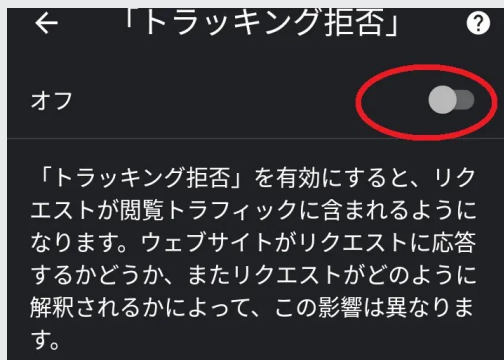 「トラッキング拒否」
オフ
「トラッキング拒否」を有効にすると、リク
エストが閲覧トラフィックに含まれるように
なります。ウェブサイトがリクエストに応答
するかどうか、またリクエストがどのように
解釈されるかによって、この影響は異なりま
す。